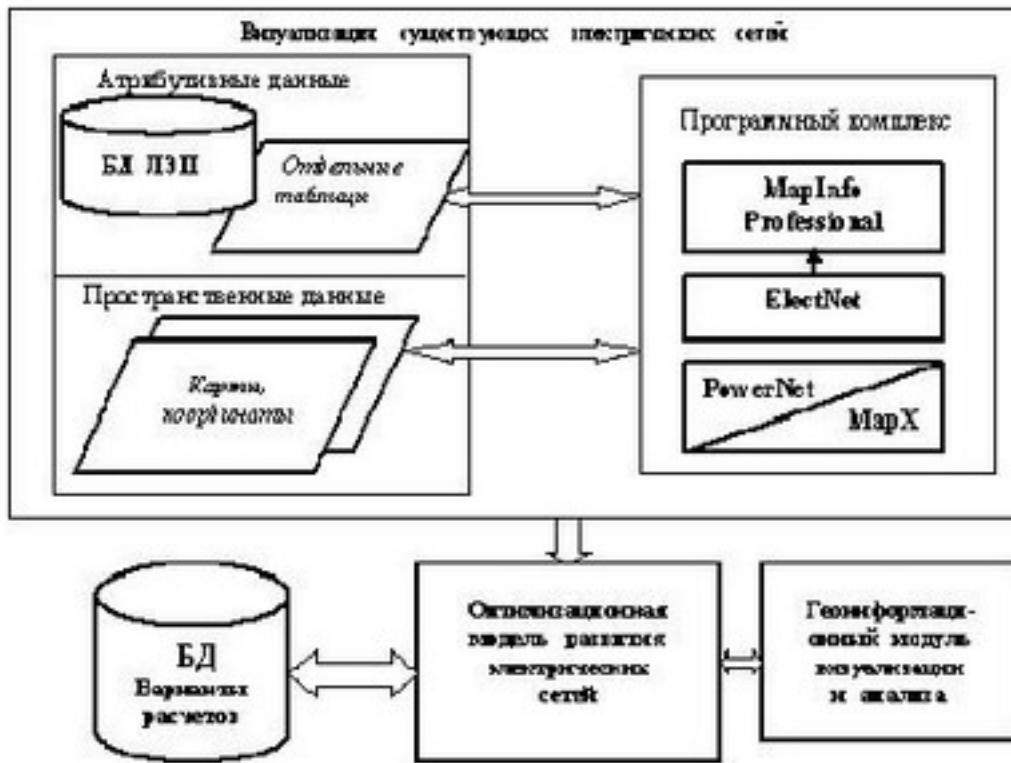 Визуализация существующих электрических сетей
Атрибутивные данные
БД ЛЭП
Отдельные
таблицы
Пространственные данные
Карты,
координаты
Программный комплекс
MapInfo
Professional
ElectNet
PowerNet
MapX
БД
Варианты
расчетов
Оптимизационная
модель развития
электрических
сетей
Геоинформаци-
онный модуль
визуализации
и анализа